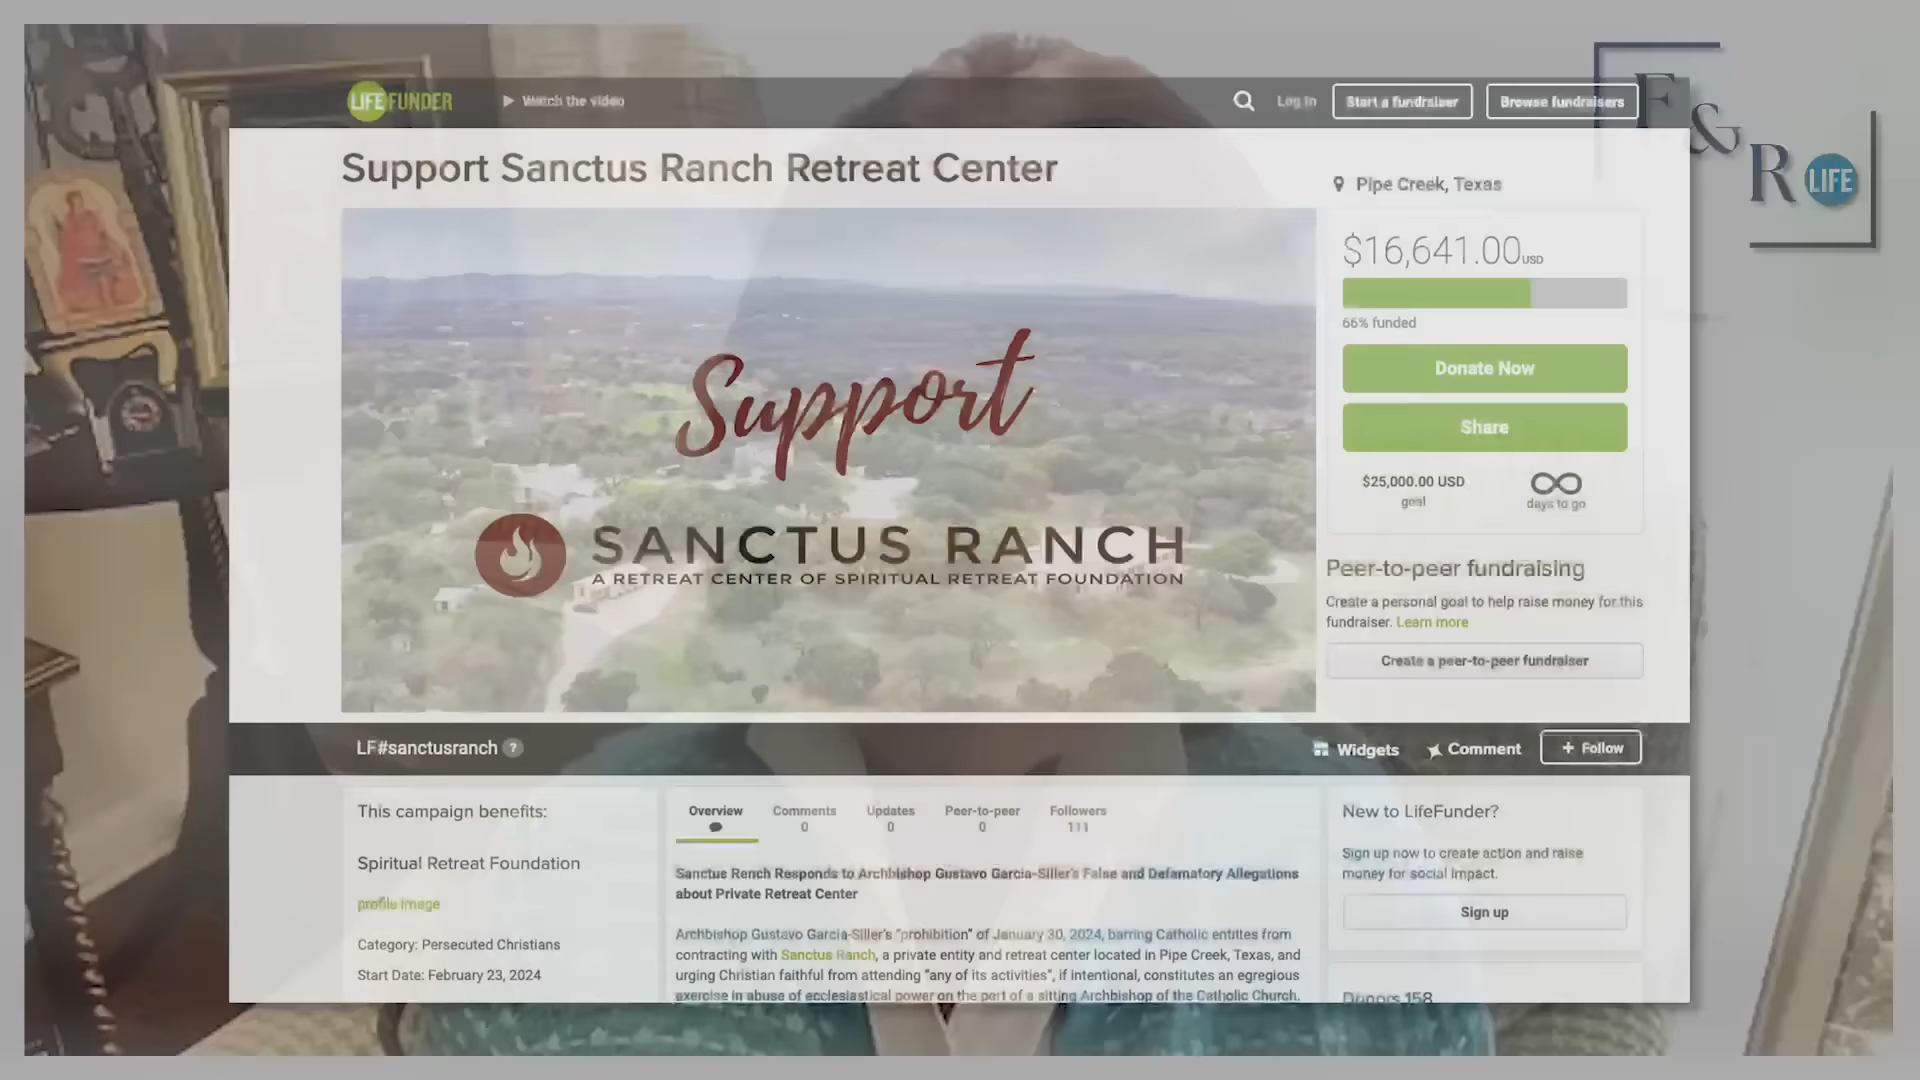 LIFEFUNDER
Watch the video
Log in
Start a fundraiser
Browse fundraisers
F & R LIFE
Support Sanctus Ranch Retreat Center
Pipe Creek, Texas
$16,641.00 USD
66% funded
Donate Now
Share
$25,000.00 USD
goal
days to go
Support
SANCTUS RANCH
A RETREAT CENTER OF SPIRITUAL RETREAT FOUNDATION
Peer-to-peer fundraising
Create a personal goal to help raise money for this
fundraiser. Learn more
Create a peer-to-peer fundraiser
LF#sanctusranch ?
Widgets
Comment
+ Follow
This campaign benefits:
Spiritual Retreat Foundation
profile image
Category: Persecuted Christians
Start Date: February 23, 2024
Overview
Comments
0
Updates
0
Peer-to-peer
0
Followers
111
Sanctus Rench Responds to Archbishop Gustavo Garcia-Siller's False and Defamatory Allegations
about Private Retreat Center
Archbishop Gustavo Garcia-Siller's "prohibition" of January 30, 2024, barring Catholic entities from
contracting with Sanctus Ranch, a private entity and retreat center located in Pipe Creek, Texas, and
urging Christian faithful from attending "any of its activities", if intentional, constitutes an egregious
exercise in abuse of ecclesiastical power on the part of a sitting Archbishop of the Catholic Church.
New to LifeFunder?
Sign up now to create action and raise
money for social impact.
Sign up
Donors 158